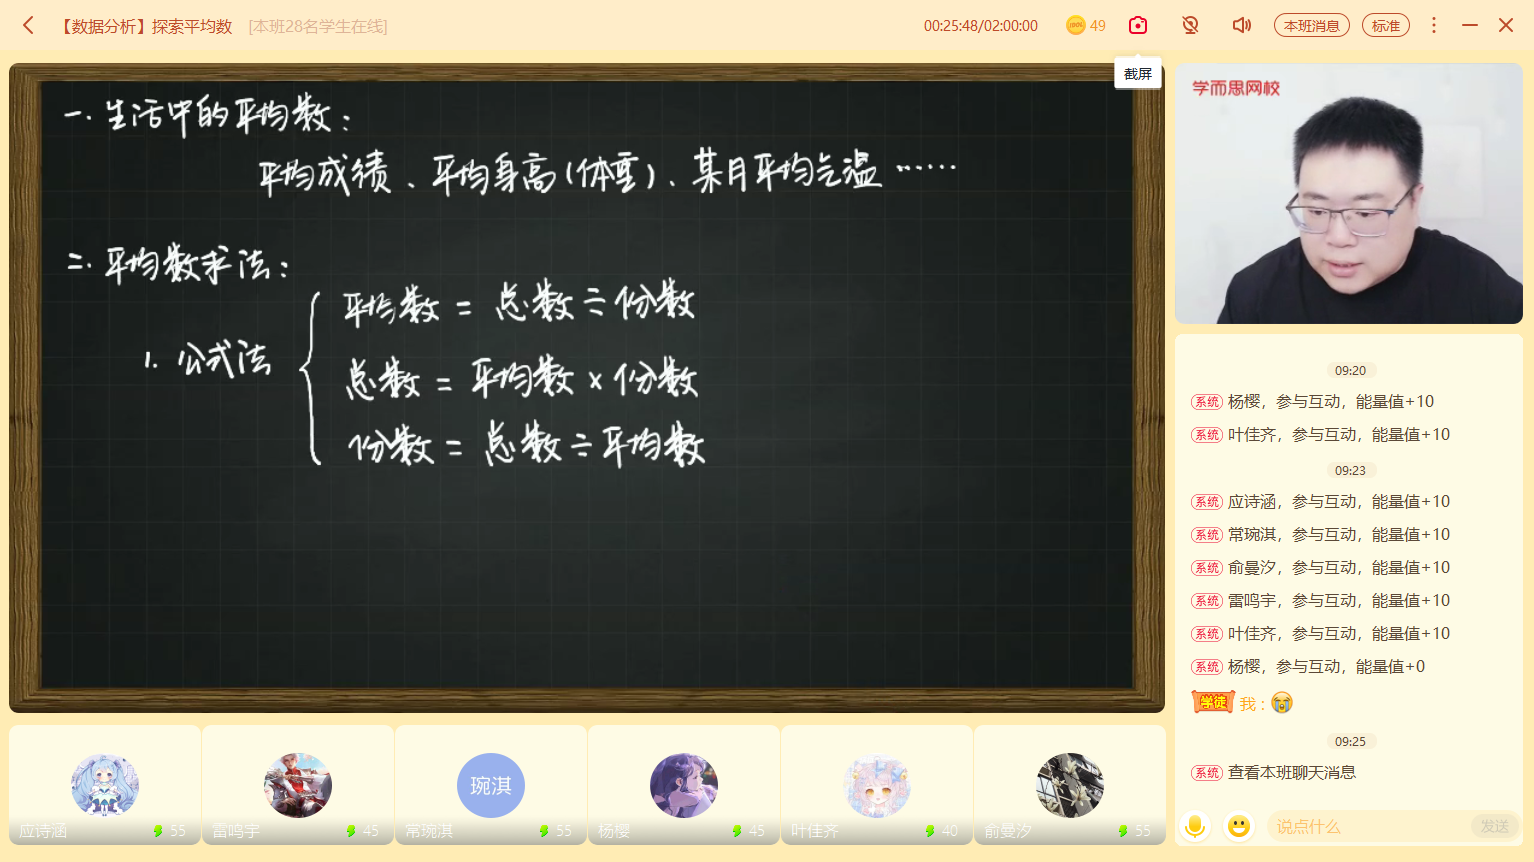 【数据分析】探索平均数 [本班28名学生在线] 00:25:48/02:00:00 49 本班消息 标准
截屏
一. 生活中的平均数：
平均成绩、平均身高(体重)、某月平均气温 ……
二. 平均数求法：
平均数 = 总数 ÷ 份数
1. 公式法
总数 = 平均数 × 份数
份数 = 总数 ÷ 平均数
学而思网校
09:20
系统 杨樱，参与互动，能量值+10
系统 叶佳齐，参与互动，能量值+10
09:23
系统 应诗涵，参与互动，能量值+10
系统 常琬淇，参与互动，能量值+10
系统 俞曼汐，参与互动，能量值+10
系统 雷鸣宇，参与互动，能量值+10
系统 叶佳齐，参与互动，能量值+10
系统 杨樱，参与互动，能量值+0
学徒 我：
09:25
系统 查看本班聊天消息
说点什么 发送
琬淇
应诗涵 55 雷鸣宇 45 常琬淇 55 杨樱 45 叶佳齐 40 俞曼汐 55